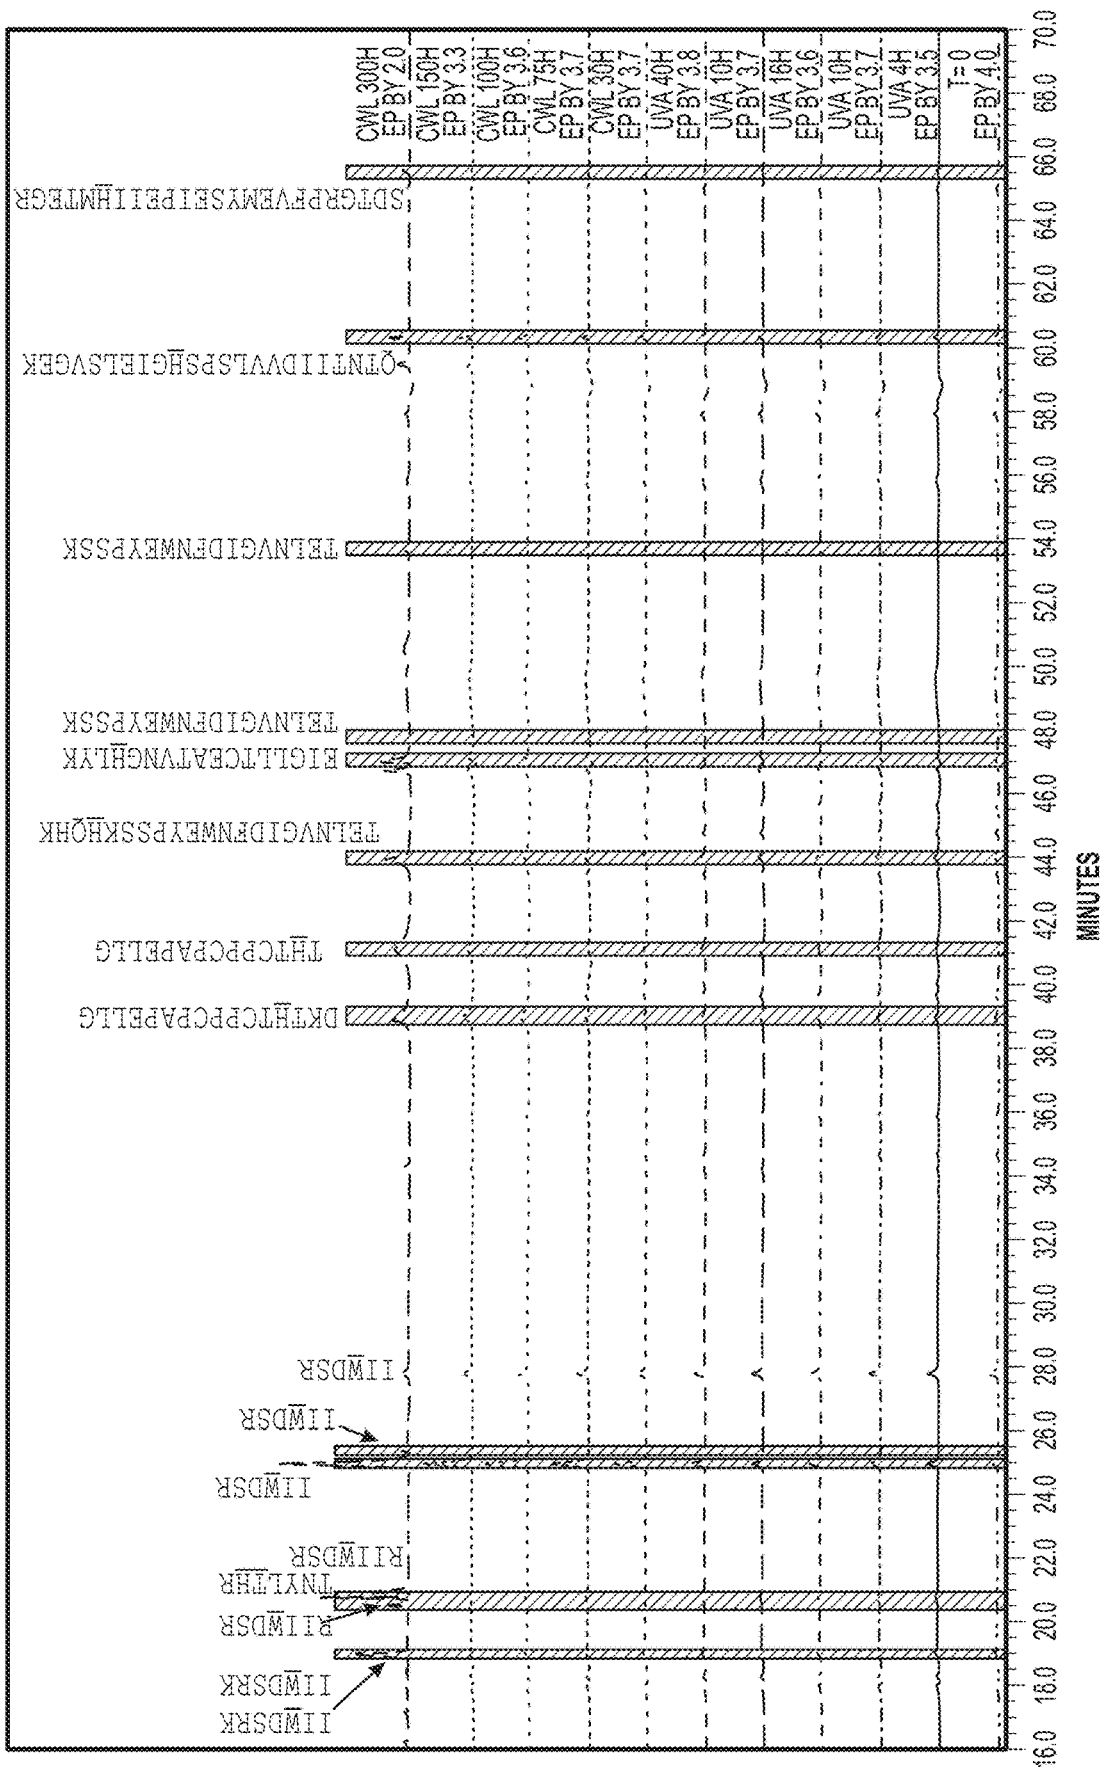 CWL 300H
EP BY 2.0
CWL 150H
EP BY 3.3
CWL 100H
EP BY 3.6
CWL 75H
EP BY 3.7
CWL 30H
EP BY 3.7
UVA 40H
EP BY 3.8
UVA 10H
EP BY 3.7
UVA 16H
EP BY 3.6
UVA 10H
EP BY 3.7
UVA 4H
EP BY 3.5
T=0
EP BY 4.0
SDTGRPFVEMYSEIPEIIHMTEGR
QTNTIIDVVLSPSHGIELSVGEK
TELNVGIDFNWEYPSSK
TELNVGIDFNWEYPSSK
EIGLLTCEATVNGHLYK
TELNVGIDFNWEYPSSKHQHK
THTCPPCPAPELLG
DKTHTCPPCPAPELLG
IIWDSR
IIWDSR
IIWDSR
RIIWDSR
TNYLTHR
RIIWDSR
IIWDSRK
IIWDSRK
16.0
18.0
20.0
22.0
24.0
26.0
28.0
30.0
32.0
34.0
36.0
38.0
40.0
42.0
44.0
46.0
48.0
50.0
52.0
54.0
56.0
58.0
60.0
62.0
64.0
66.0
68.0
70.0
MINUTES